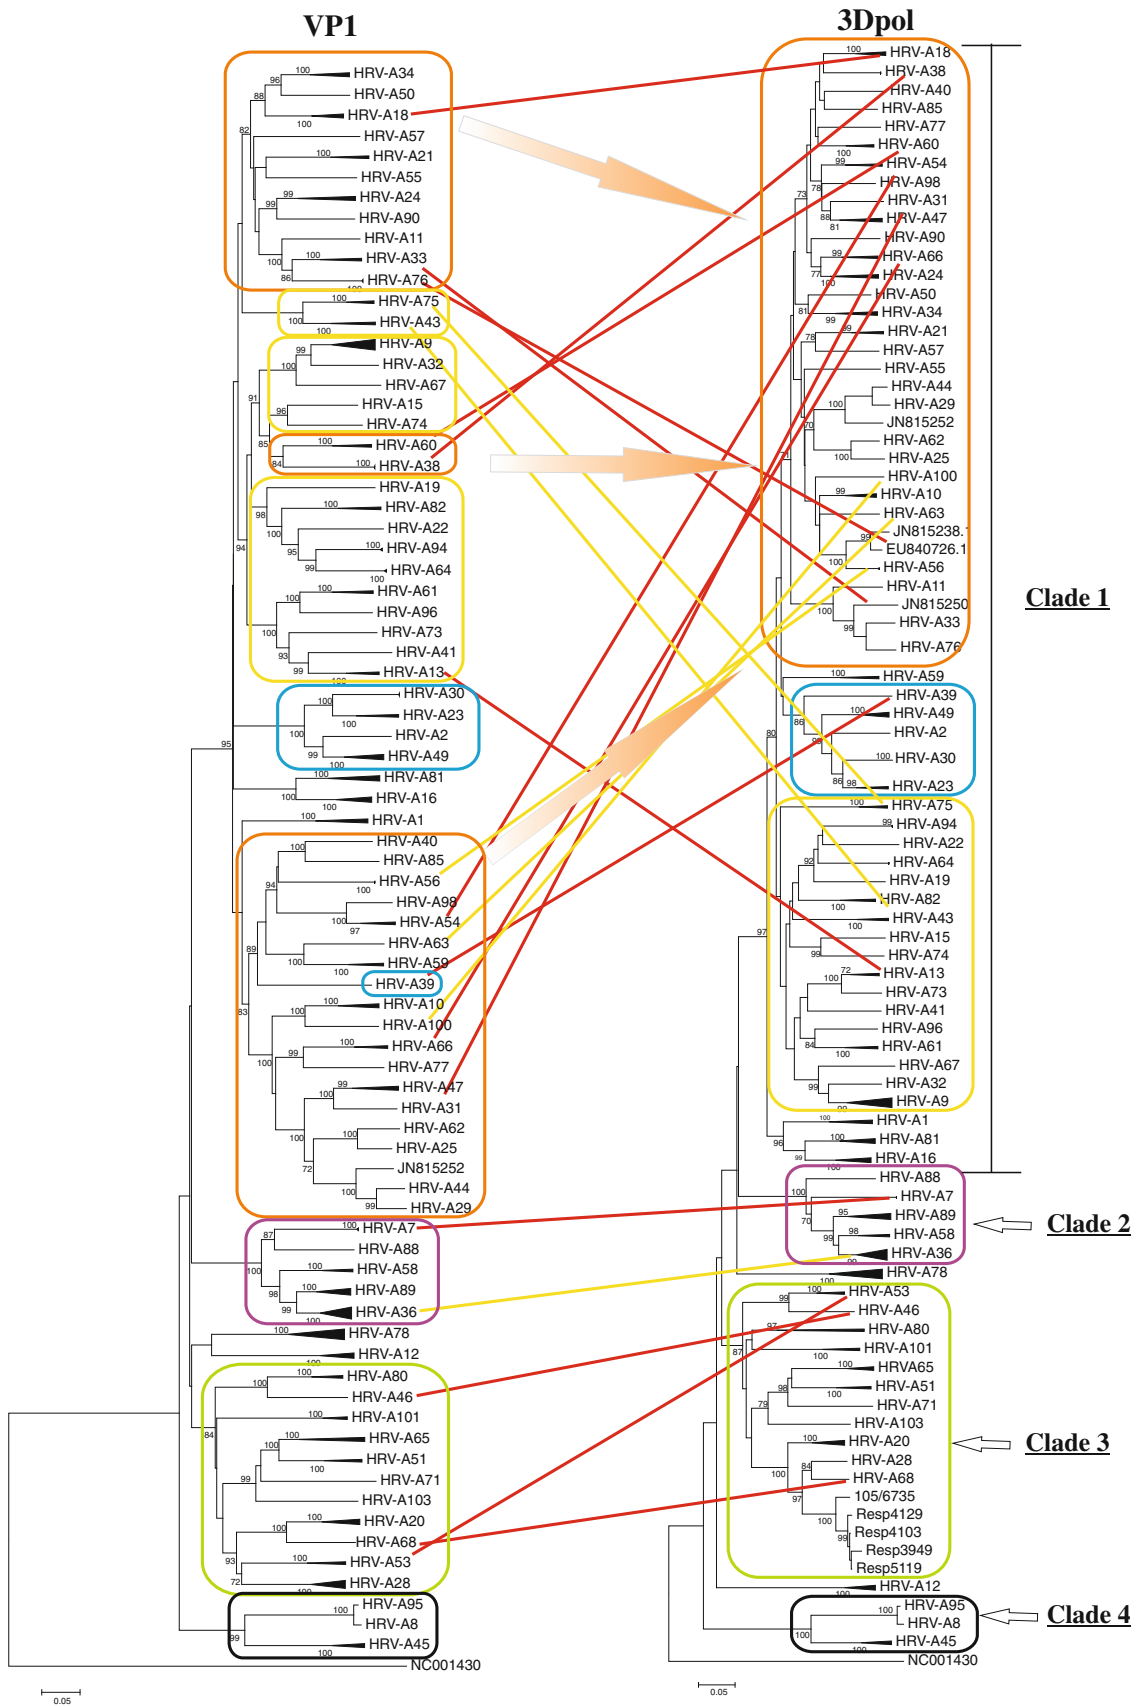 VP1
HRV-A34
HRV-A50
HRV-A18
HRV-A57
HRV-A21
HRV-A55
HRV-A24
HRV-A90
HRV-A11
HRV-A33
HRV-A76
HRV-A75
HRV-A43
HRV-A9
HRV-A32
HRV-A67
HRV-A15
HRV-A74
HRV-A60
HRV-A38
HRV-A19
HRV-A82
HRV-A22
HRV-A94
HRV-A64
HRV-A61
HRV-A96
HRV-A73
HRV-A41
HRV-A13
HRV-A30
HRV-A23
HRV-A2
HRV-A49
HRV-A81
HRV-A16
HRV-A1
HRV-A40
HRV-A85
HRV-A56
HRV-A98
HRV-A54
HRV-A63
HRV-A59
HRV-A39
HRV-A10
HRV-A100
HRV-A66
HRV-A77
HRV-A47
HRV-A31
HRV-A62
HRV-A25
JN815252
HRV-A44
HRV-A29
HRV-A7
HRV-A88
HRV-A58
HRV-A89
HRV-A36
HRV-A78
HRV-A12
HRV-A80
HRV-A46
HRV-A101
HRV-A65
HRV-A51
HRV-A71
HRV-A103
HRV-A20
HRV-A68
HRV-A53
HRV-A28
HRV-A95
HRV-A8
HRV-A45
NC001430
0.05
3Dpol
HRV-A18
HRV-A38
HRV-A40
HRV-A85
HRV-A77
HRV-A60
HRV-A54
HRV-A98
HRV-A31
HRV-A47
HRV-A90
HRV-A66
HRV-A24
HRV-A50
HRV-A34
HRV-A21
HRV-A57
HRV-A55
HRV-A44
HRV-A29
JN815252
HRV-A62
HRV-A25
HRV-A100
HRV-A10
HRV-A63
JN815238.1
EU840726.1
HRV-A56
HRV-A11
JN815250
HRV-A33
HRV-A76
HRV-A59
HRV-A39
HRV-A49
HRV-A2
HRV-A30
HRV-A23
HRV-A75
HRV-A94
HRV-A22
HRV-A64
HRV-A19
HRV-A82
HRV-A43
HRV-A15
HRV-A74
HRV-A13
HRV-A73
HRV-A41
HRV-A96
HRV-A61
HRV-A67
HRV-A32
HRV-A9
HRV-A1
HRV-A81
HRV-A16
HRV-A88
HRV-A7
HRV-A89
HRV-A58
HRV-A36
HRV-A78
HRV-A53
HRV-A46
HRV-A80
HRV-A101
HRVA65
HRV-A51
HRV-A71
HRV-A103
HRV-A20
HRV-A28
HRV-A68
105/6735
Resp4129
Resp4103
Resp3949
Resp5119
HRV-A12
HRV-A95
HRV-A8
HRV-A45
NC001430
0.05
Clade 1
Clade 2
Clade 3
Clade 4